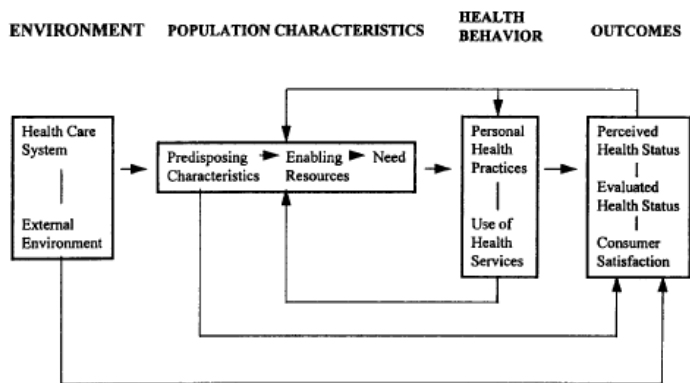 ENVIRONMENT
POPULATION CHARACTERISTICS
HEALTH
BEHAVIOR
OUTCOMES
Health Care
System
External
Environment
Predisposing
Characteristics
Enabling
Resources
Need
Personal
Health
Practices
Use of
Health
Services
Perceived
Health Status
Evaluated
Health Status
Consumer
Satisfaction